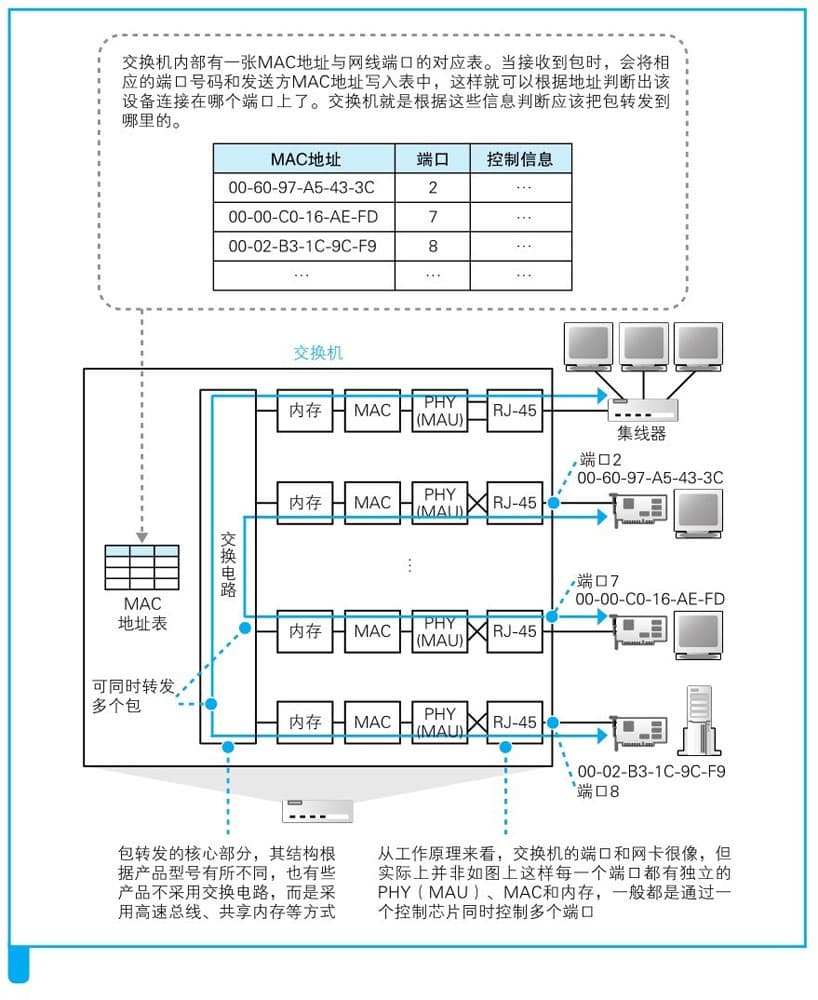 交换机内部有一张MAC地址与网线端口的对应表。当接收到包时，会将相
应的端口号码和发送方MAC地址写入表中，这样就可以根据地址判断出该
设备连接在哪个端口上了。交换机就是根据这些信息判断应该把包转发到
哪里的。
MAC地址 端口 控制信息
00-60-97-A5-43-3C 2 …
00-00-C0-16-AE-FD 7 …
00-02-B3-1C-9C-F9 8 …
… … …
交换机
内存 MAC PHY (MAU) RJ-45
集线器
端口2
00-60-97-A5-43-3C
内存 MAC PHY (MAU) RJ-45
交换电路
…
MAC
地址表
端口7
00-00-C0-16-AE-FD
内存 MAC PHY (MAU) RJ-45
可同时转发
多个包
内存 MAC PHY (MAU) RJ-45
00-02-B3-1C-9C-F9
端口8
包转发的核心部分，其结构根
据产品型号有所不同，也有些
产品不采用交换电路，而是采
用高速总线、共享内存等方式
从工作原理来看，交换机的端口和网卡很像，但
实际上并非如图上这样每一个端口都有独立的
PHY（MAU）、MAC和内存，一般都是通过一
个控制芯片同时控制多个端口